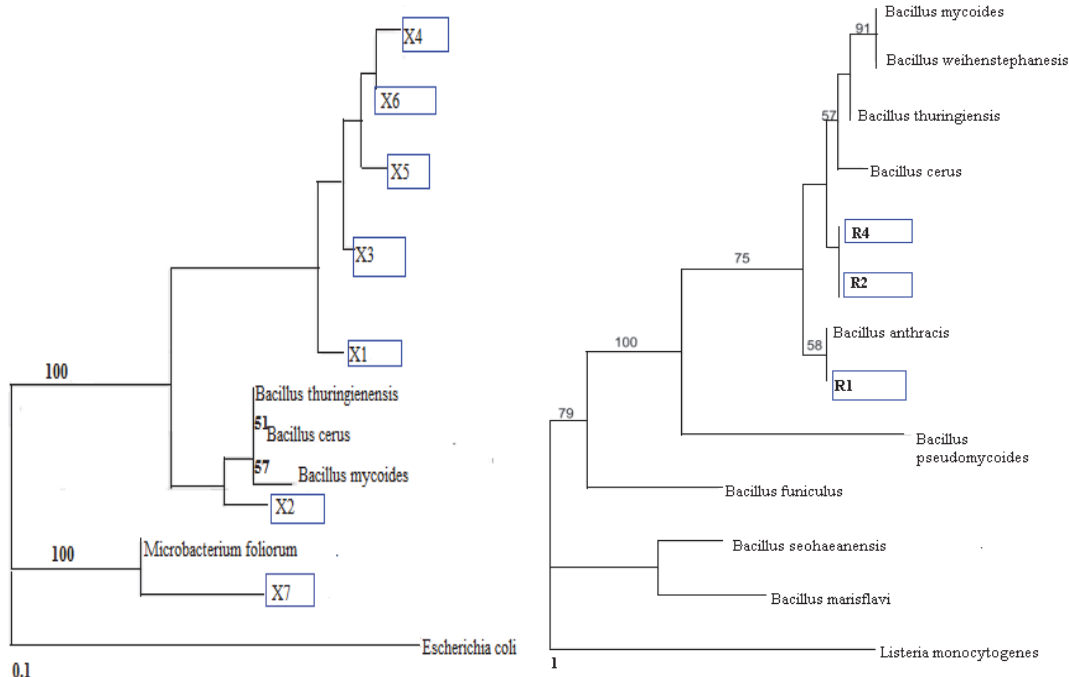 X4
X6
X5
X3
X1
100
Bacillus thuringienensis
51
Bacillus cerus
57
Bacillus mycoides
X2
100
Microbacterium foliorum
X7
Escherichia coli
0.1
Bacillus mycoides
91
Bacillus weihenstephanesis
Bacillus thuringiensis
57
Bacillus cerus
R4
R2
75
Bacillus anthracis
58
R1
100
79
Bacillus
pseudomycoides
Bacillus funiculus
Bacillus seohaeanensis
Bacillus marisflavi
Listeria monocytogenes
1